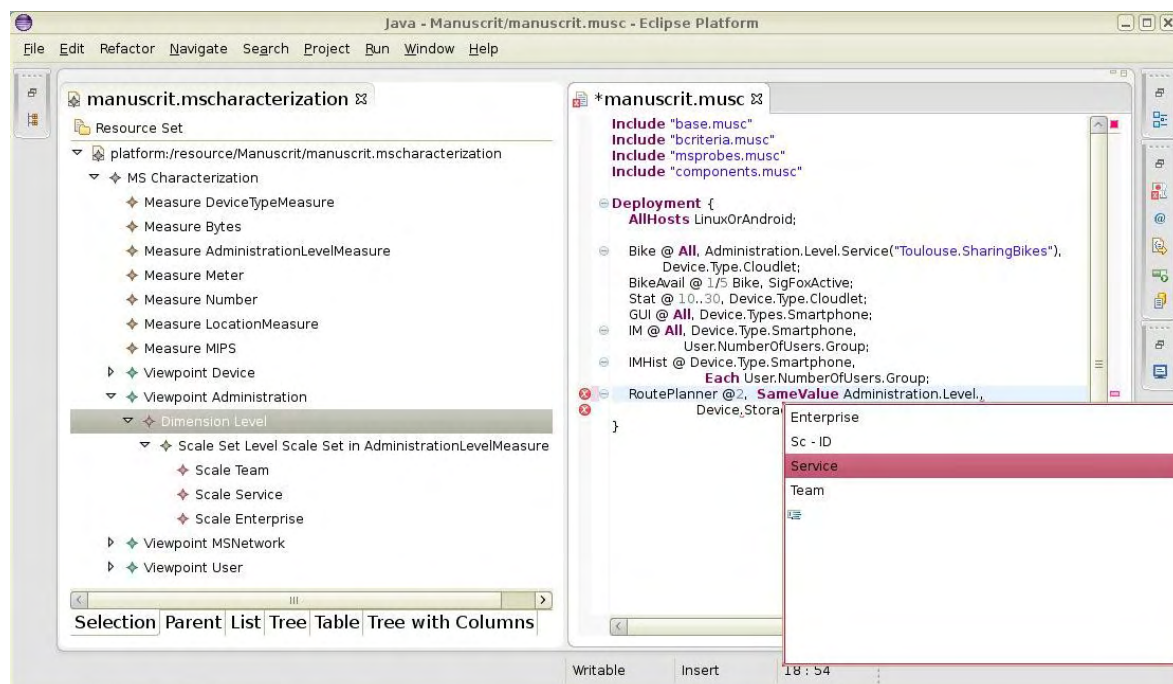 Java - Manuscrit/manuscrit.musc - Eclipse Platform
File Edit Refactor Navigate Search Project Run Window Help
manuscrit.mscharacterization
Resource Set
platform:/resource/Manuscrit/manuscrit.mscharacterization
MS Characterization
Measure DeviceTypeMeasure
Measure Bytes
Measure AdministrationLevelMeasure
Measure Meter
Measure Number
Measure LocationMeasure
Measure MIPS
Viewpoint Device
Viewpoint Administration
Dimension Level
Scale Set Level Scale Set in AdministrationLevelMeasure
Scale Team
Scale Service
Scale Enterprise
Viewpoint MSNetwork
Viewpoint User
Selection Parent List Tree Table Tree with Columns
*manuscrit.musc
Include "base.musc"
Include "bcriteria.musc"
Include "msprobes.musc"
Include "components.musc"
Deployment {
AllHosts LinuxOrAndroid;
Bike @ All, Administration.Level.Service("Toulouse.SharingBikes"),
Device.Type.Cloudlet;
BikeAvail @ 1/5 Bike, SigFoxActive;
Stat @ 10..30, Device.Type.Cloudlet;
GUI @ All, Device.Types.Smartphone;
IM @ All, Device.Type.Smartphone,
User.NumberOfUsers.Group;
IMHist @ Device.Type.Smartphone,
Each User.NumberOfUsers.Group;
RoutePlanner @2, SameValue Administration.Level.,
Device.Stora
}
Enterprise
Sc - ID
Service
Team
Writable Insert 18 : 54